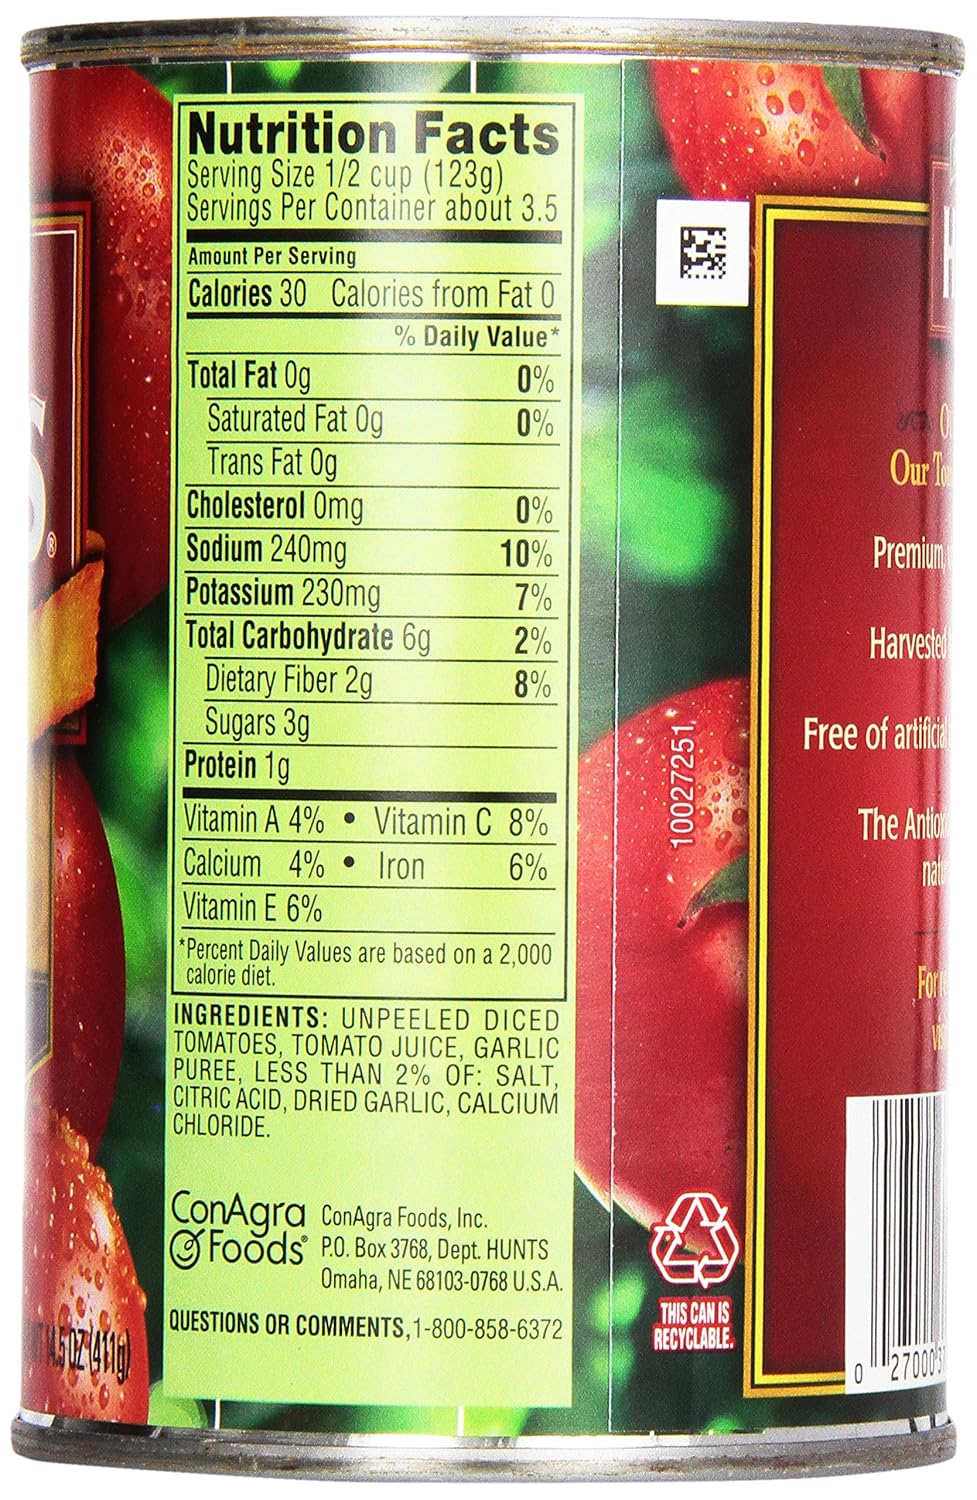 Nutrition Facts
Serving Size 1/2 cup (123g)
Servings Per Container about 3.5
Amount Per Serving
Calories 30 Calories from Fat 0
% Daily Value*
Total Fat 0g 0%
Saturated Fat 0g 0%
Trans Fat 0g
Cholesterol 0mg 0%
Sodium 240mg 10%
Potassium 230mg 7%
Total Carbohydrate 6g 2%
Dietary Fiber 2g 8%
Sugars 3g
Protein 1g
Vitamin A 4% • Vitamin C 8%
Calcium 4% • Iron 6%
Vitamin E 6%
*Percent Daily Values are based on a 2,000
calorie diet.
INGREDIENTS: UNPEELED DICED
TOMATOES, TOMATO JUICE, GARLIC
PUREE, LESS THAN 2% OF: SALT,
CITRIC ACID, DRIED GARLIC, CALCIUM
CHLORIDE.
ConAgra
Foods®
ConAgra Foods, Inc.
P.O. Box 3768, Dept. HUNTS
Omaha, NE 68103-0768 U.S.A.
QUESTIONS OR COMMENTS, 1-800-858-6372
S®
14.5 OZ (411g)
10027251
THIS CAN IS
RECYCLABLE.
H
Our
Premium,
Harvested
Free of artificial
The
For
0 27000